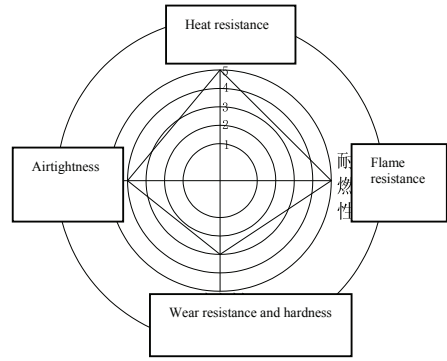 Heat resistance
5
4
3
2
1
Airtightness
耐
燃
性
Flame
resistance
Wear resistance and hardness